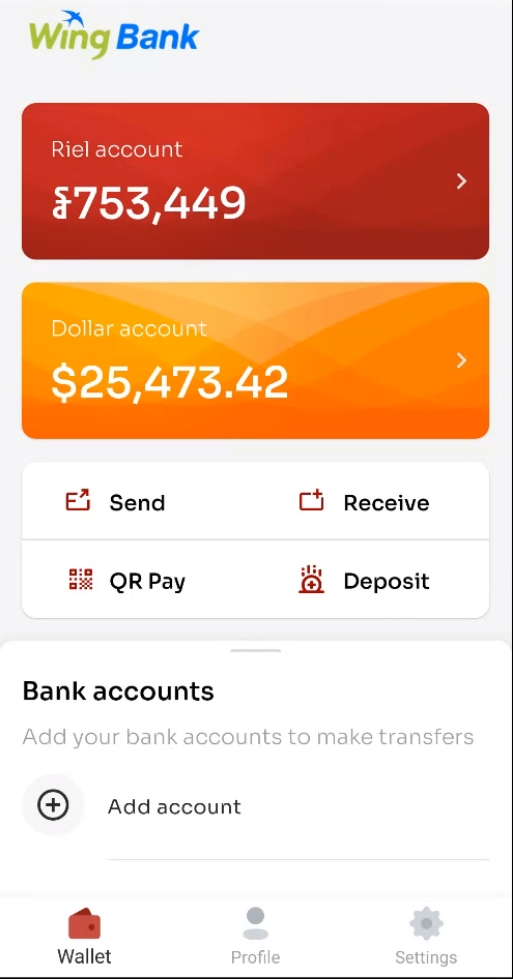 Wing Bank
Riel account
៛753,449
Dollar account
$25,473.42
Send
Receive
QR Pay
Deposit
Bank accounts
Add your bank accounts to make transfers
Add account
Wallet
Profile
Settings